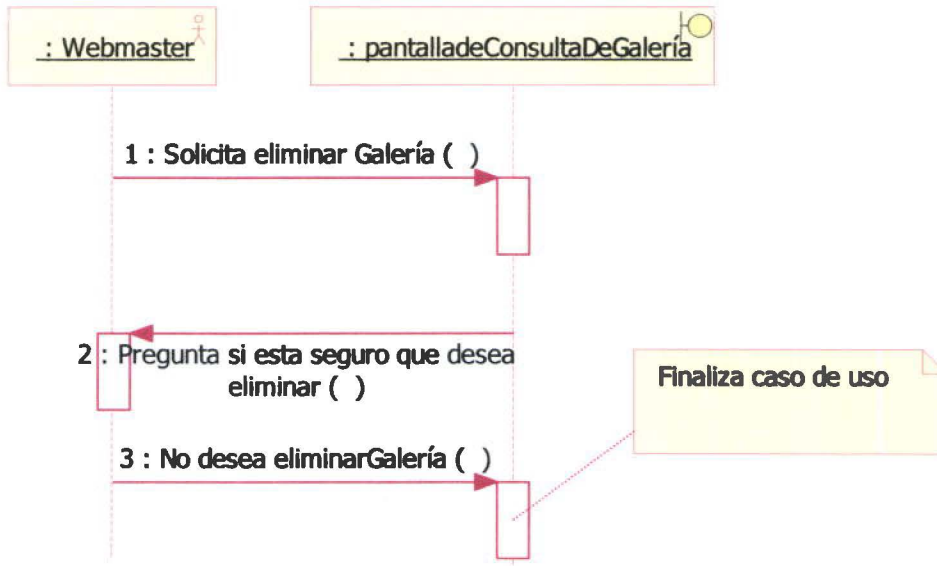 : Webmaster
: pantalladeConsultaDeGalería
1 : Solicita eliminar Galería ( )
2 : Pregunta si esta seguro que desea
eliminar ( )
Finaliza caso de uso
3 : No desea eliminarGalería ( )